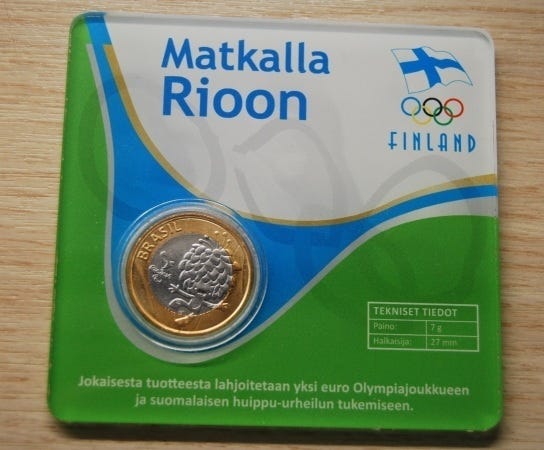 Matkalla
Rioon
FINLAND
BRASIL
TEKNISET TIEDOT
Paino: 7 g
Halkaisija: 27 mm
Jokaisesta tuotteesta lahjoitetaan yksi euro Olympiajoukkueen
ja suomalaisen huippu-urheilun tukemiseen.